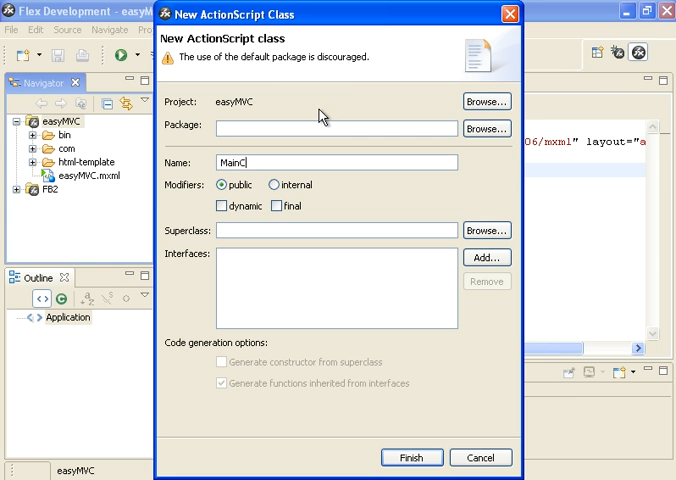 Flex Development - easyM
New ActionScript Class
File Edit Source Navigate
New ActionScript class
The use of the default package is discouraged.
Navigator
Project: easyMVC Browse...
Package: Browse...
easyMVC
bin
com
html-template
easyMVC.mxml
FB2
06/mxml" layout="a
Name: MainC
Modifiers: public internal
dynamic final
Superclass: Browse...
Interfaces: Add...
Remove
Outline
Application
Code generation options:
Generate constructor from superclass
Generate functions inherited from interfaces
Finish Cancel
easyMVC